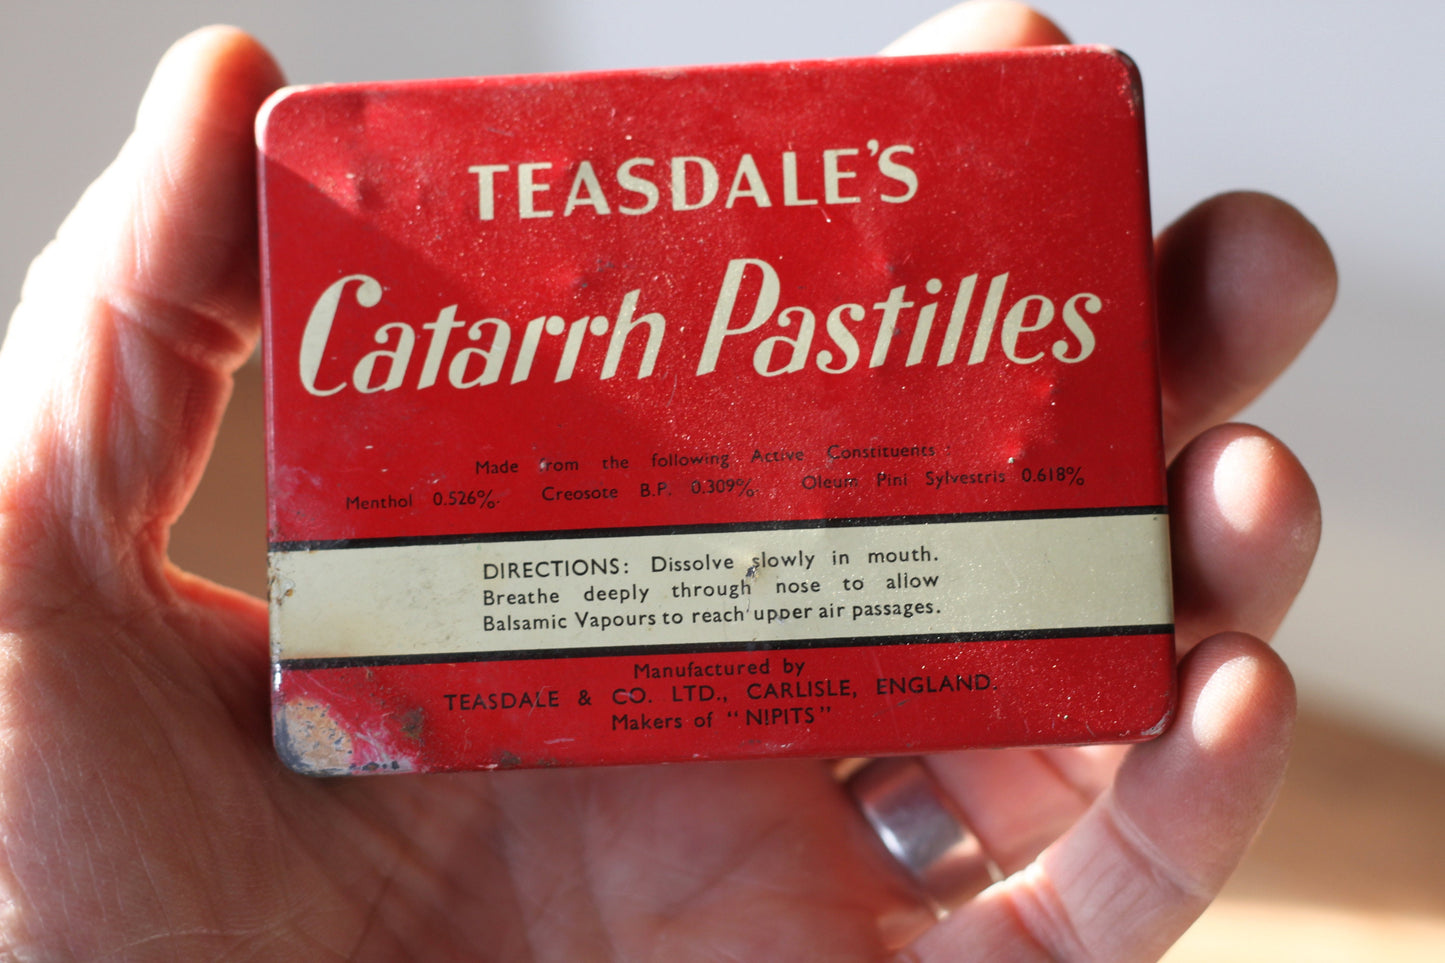 TEASDALE'S
Catarrh Pastilles
Made from the following Active Constituents:
Menthol 0.526%. Creosote B.P. 0.309%. Oleum Pini Sylvestris 0.618%
DIRECTIONS: Dissolve slowly in mouth.
Breathe deeply through nose to allow
Balsamic Vapours to reach upper air passages.
Manufactured by
TEASDALE & CO. LTD., CARLISLE, ENGLAND.
Makers of "NIPITS"